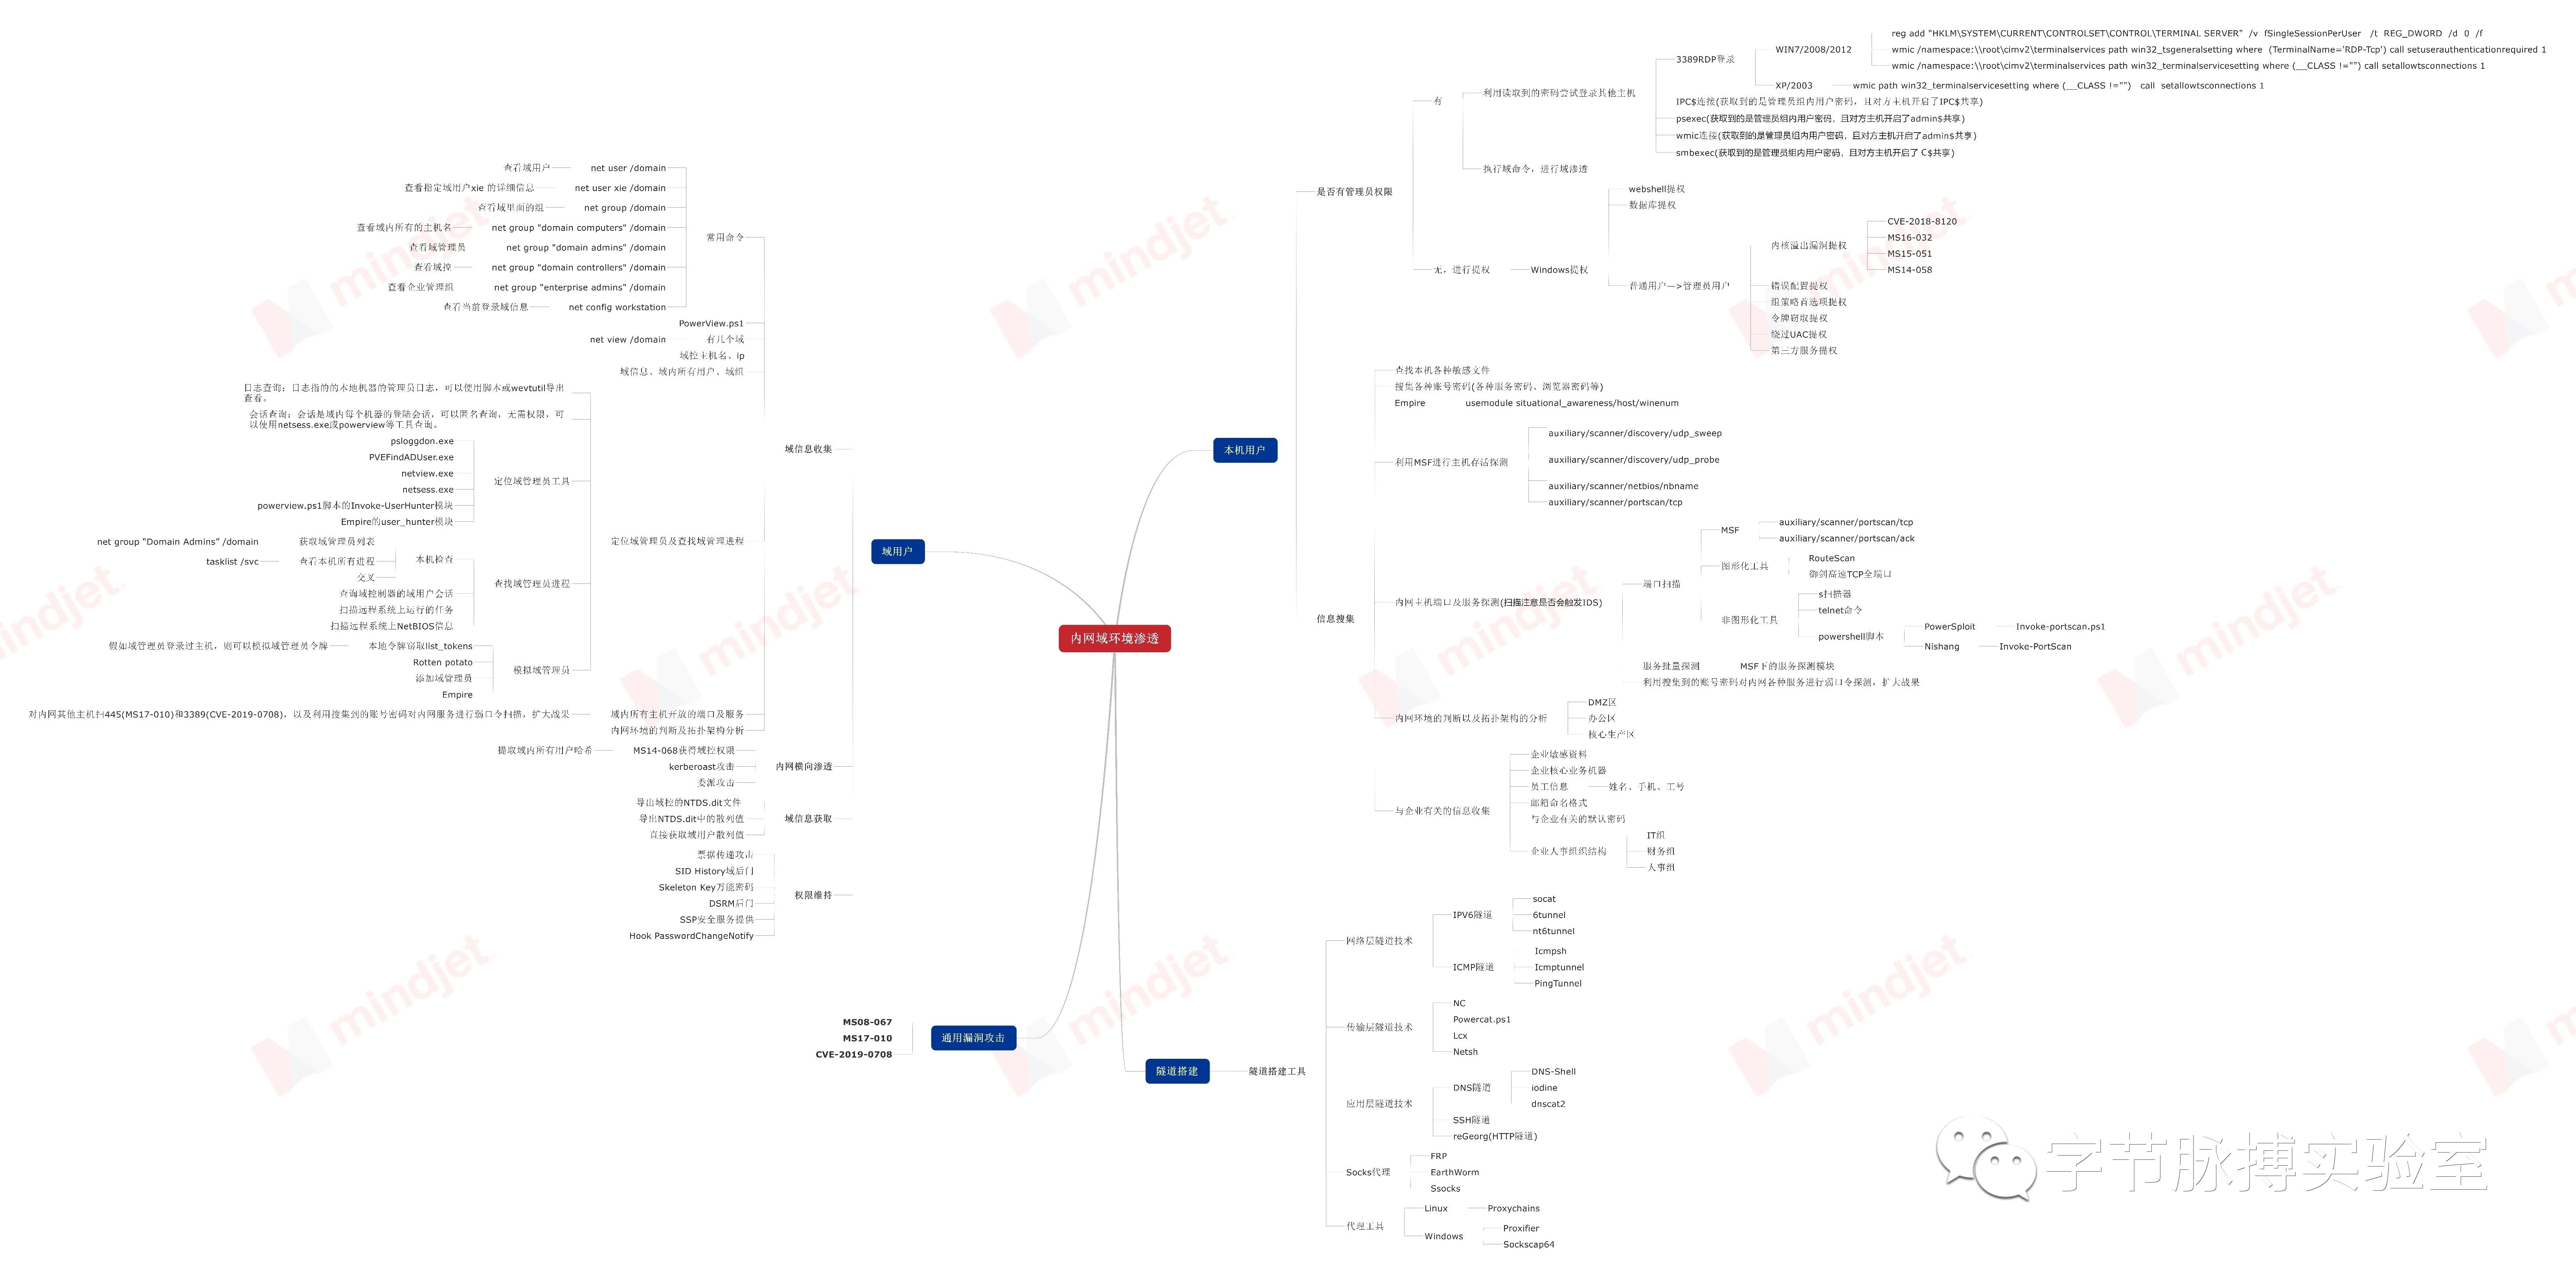 内网域环境渗透
本机用户
是否有管理员权限
有
利用读取到的密码尝试登录其他主机
3389RDP登录
WIN7/2008/2012
reg add "HKLM\SYSTEM\CURRENT\CONTROLSET\CONTROL\TERMINAL SERVER" /v fSingleSessionPerUser /t REG_DWORD /d 0 /f
wmic /namespace:\\root\cimv2\terminalservices path win32_tsgeneralsetting where (TerminalName='RDP-Tcp') call setuserauthenticationrequired 1
wmic /namespace:\\root\cimv2\terminalservices path win32_terminalservicesetting where (__CLASS !="") call setallowtsconnections 1
XP/2003
wmic path win32_terminalservicesetting where (__CLASS !="") call setallowtsconnections 1
IPC$连接(获取到的是管理员组内用户密码，且对方主机开启了IPC$共享)
psexec(获取到的是管理员组内用户密码，且对方主机开启了admin$共享)
wmic连接(获取到的是管理员组内用户密码，且对方主机开启了admin$共享)
smbexec(获取到的是管理员组内用户密码，且对方主机开启了 C$共享)
执行域命令，进行域渗透
无，进行提权
Windows提权
webshell提权
数据库提权
普通用户—>管理员用户
内核溢出漏洞提权
CVE-2018-8120
MS16-032
MS15-051
MS14-058
错误配置提权
组策略首选项提权
令牌窃取提权
绕过UAC提权
第三方服务提权
信息搜集
查找本机各种敏感文件
搜集各种账号密码(各种服务密码、浏览器密码等)
Empire
usemodule situational_awareness/host/winenum
利用MSF进行主机存活探测
auxiliary/scanner/discovery/udp_sweep
auxiliary/scanner/discovery/udp_probe
auxiliary/scanner/netbios/nbname
auxiliary/scanner/portscan/tcp
内网主机端口及服务探测(扫描注意是否会触发IDS)
端口扫描
MSF
auxiliary/scanner/portscan/tcp
auxiliary/scanner/portscan/ack
图形化工具
RouteScan
御剑高速TCP全端口
非图形化工具
s扫描器
telnet命令
powershell脚本
PowerSploit
Invoke-portscan.ps1
Nishang
Invoke-PortScan
服务批量探测
MSF下的服务探测模块
利用搜集到的账号密码对内网各种服务进行弱口令探测，扩大战果
内网环境的判断以及拓扑架构的分析
DMZ区
办公区
核心生产区
与企业有关的信息收集
企业敏感资料
企业核心业务机器
员工信息
姓名、手机、工号
邮箱命名格式
与企业有关的默认密码
企业人事组织结构
IT组
财务组
人事组
隧道搭建
隧道搭建工具
网络层隧道技术
IPV6隧道
socat
6tunnel
nt6tunnel
ICMP隧道
Icmpsh
Icmptunnel
PingTunnel
传输层隧道技术
NC
Powercat.ps1
Lcx
Netsh
应用层隧道技术
DNS隧道
DNS-Shell
iodine
dnscat2
SSH隧道
reGeorg(HTTP隧道)
Socks代理
FRP
EarthWorm
Ssocks
代理工具
Linux
Proxychains
Windows
Proxifier
Sockscap64
域用户
域信息收集
常用命令
net user /domain
查看域用户
net user xie /domain
查看指定域用户xie 的详细信息
net group /domain
查看域里面的组
net group "domain computers" /domain
查看域内所有的主机名
net group "domain admins" /domain
查看域管理员
net group "domain controllers" /domain
查看域控
net group "enterprise admins" /domain
查看企业管理组
net config workstation
查看当前登录域信息
PowerView.ps1
有几个域
net view /domain
域控主机名、ip
域信息、域内所有用户、域组
定位域管理员及查找域管理进程
日志查询：日志指的的本地机器的管理员日志，可以使用脚本或wevtutil导出
查看。
会话查询：会话是域内每个机器的登陆会话，可以匿名查询，无需权限，可
以使用netsess.exe或powerview等工具查询。
定位域管理员工具
psloggdon.exe
PVEFindADUser.exe
netview.exe
netsess.exe
powerview.ps1脚本的Invoke-UserHunter模块
Empire的user_hunter模块
查找域管理员进程
本机检查
获取域管理员列表
net group “Domain Admins” /domain
查看本机所有进程
tasklist /svc
交叉
查询域控制器的域用户会话
扫描远程系统上运行的任务
扫描远程系统上NetBIOS信息
模拟域管理员
本地令牌窃取list_tokens
假如域管理员登录过主机，则可以模拟域管理员令牌
Rotten potato
添加域管理员
Empire
域内所有主机开放的端口及服务
对内网其他主机扫445(MS17-010)和3389(CVE-2019-0708)，以及利用搜集到的账号密码对内网服务进行弱口令扫描，扩大战果
内网环境的判断及拓扑架构分析
内网横向渗透
MS14-068获得域控权限
提取域内所有用户哈希
kerberoast攻击
委派攻击
域信息获取
导出域控的NTDS.dit文件
导出NTDS.dit中的散列值
直接获取域用户散列值
权限维持
票据传递攻击
SID History域后门
Skeleton Key万能密码
DSRM后门
SSP安全服务提供
Hook PasswordChangeNotify
通用漏洞攻击
MS08-067
MS17-010
CVE-2019-0708
mindjet
字节脉搏实验室